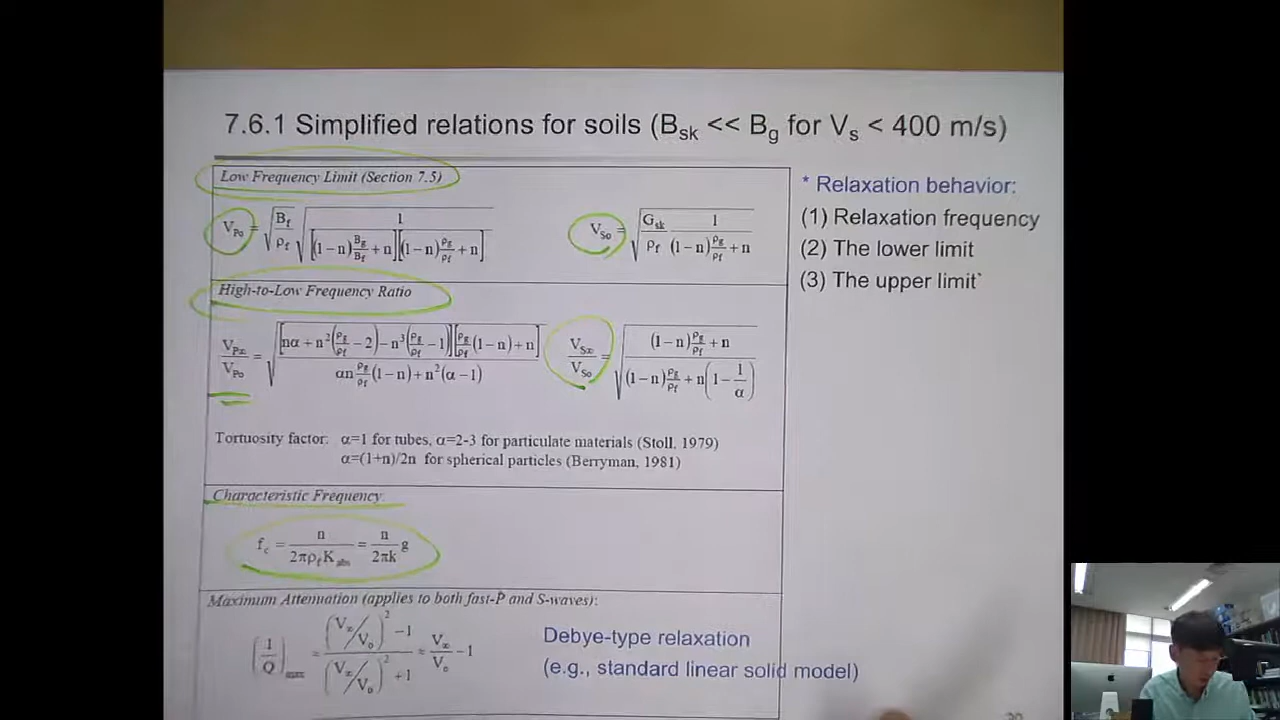 7.6.1 Simplified relations for soils (B_sk << B_g for V_s < 400 m/s)
Low Frequency Limit (Section 7.5)
V_Po = √(B_f/ρ_f) √(1/([(1-n)B_g/B_f+n][(1-n)ρ_g/ρ_f+n]))
V_So = √(G_sk/ρ_f 1/((1-n)ρ_g/ρ_f+n))
High-to-Low Frequency Ratio
V_P∞/V_Po = √([nα+n²(ρ_g/ρ_f-2)-n³(ρ_g/ρ_f-1)][ρ_g/ρ_f(1-n)+n]/(αnρ_g/ρ_f(1-n)+n²(α-1)))
V_S∞/V_So = √(((1-n)ρ_g/ρ_f+n)/((1-n)ρ_g/ρ_f+n(1-1/α)))
Tortuosity factor: α=1 for tubes, α=2-3 for particulate materials (Stoll, 1979)
α=(1+n)/2n for spherical particles (Berryman, 1981)
Characteristic Frequency
f_c = n/(2πρ_f K_abs) = n/(2πk) g
Maximum Attenuation (applies to both fast-P and S-waves):
(1/Q)_max = ((V_∞/V_o)²-1)/((V_∞/V_o)²+1) ≈ V_∞/V_o -1
Debye-type relaxation
(e.g., standard linear solid model)
* Relaxation behavior:
(1) Relaxation frequency
(2) The lower limit
(3) The upper limit